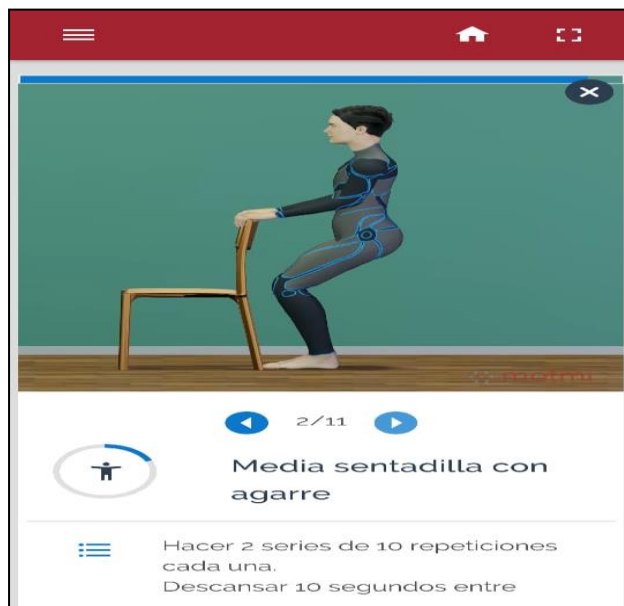 2/11
Media sentadilla con
agarre
Hacer 2 series de 10 repeticiones
cada una.
Descansar 10 segundos entre